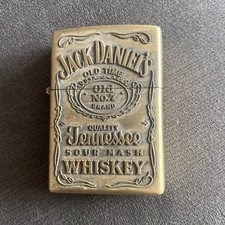 JACK DANIEL'S
OLD TIME
Old
No.7
BRAND
QUALITY
Tennessee
SOUR MASH
WHISKEY